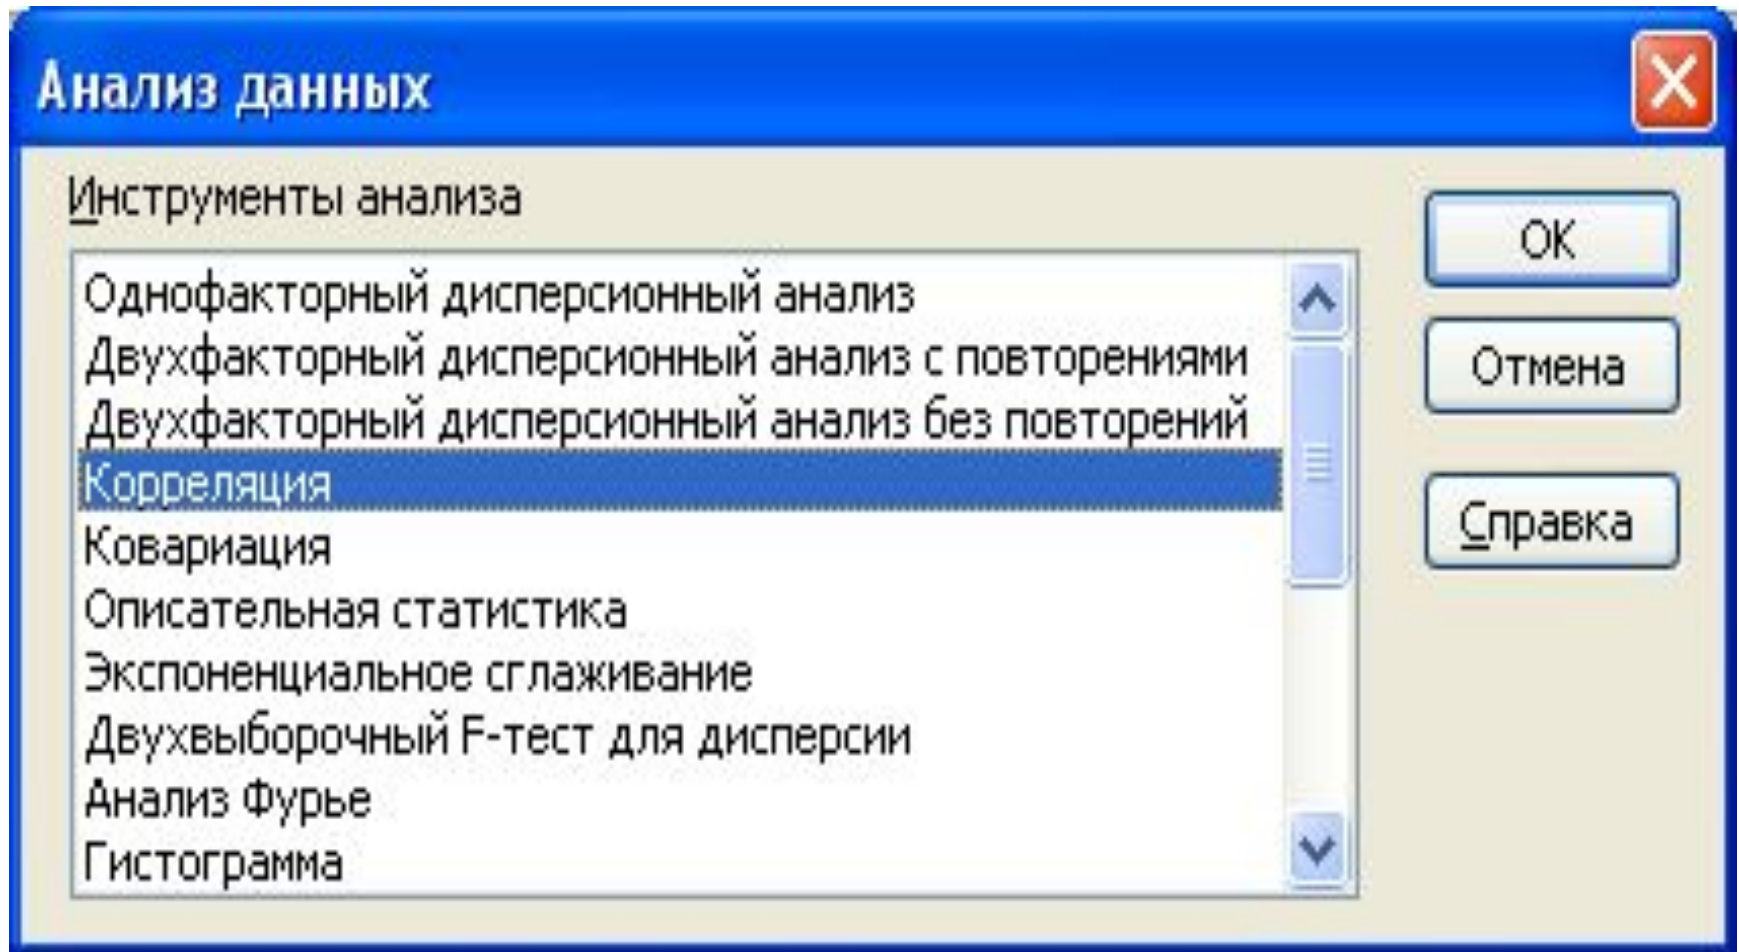 Анализ данных
Инструменты анализа
Однофакторный дисперсионный анализ
Двухфакторный дисперсионный анализ с повторениями
Двухфакторный дисперсионный анализ без повторений
Корреляция
Ковариация
Описательная статистика
Экспоненциальное сглаживание
Двухвыборочный F-тест для дисперсии
Анализ Фурье
Гистограмма
ОК
Отмена
Справка